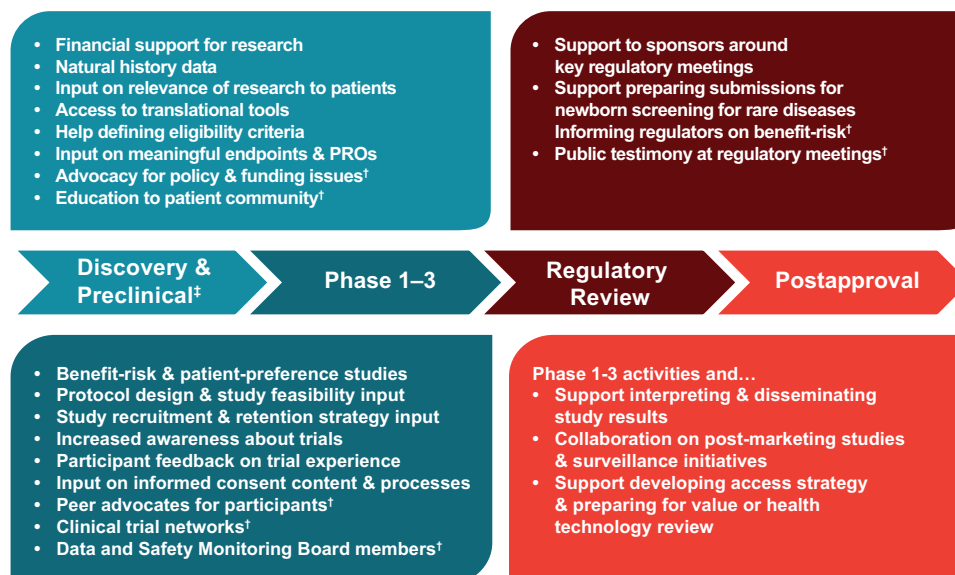 • Financial support for research
• Natural history data
• Input on relevance of research to patients
• Access to translational tools
• Help defining eligibility criteria
• Input on meaningful endpoints & PROs
• Advocacy for policy & funding issues†
• Education to patient community†
• Support to sponsors around
key regulatory meetings
• Support preparing submissions for
newborn screening for rare diseases
Informing regulators on benefit-risk†
• Public testimony at regulatory meetings†
Discovery &
Preclinical‡
Phase 1–3
Regulatory
Review
Postapproval
• Benefit-risk & patient-preference studies
• Protocol design & study feasibility input
• Study recruitment & retention strategy input
• Increased awareness about trials
• Participant feedback on trial experience
• Input on informed consent content & processes
• Peer advocates for participants†
• Clinical trial networks†
• Data and Safety Monitoring Board members†
Phase 1-3 activities and…
• Support interpreting & disseminating
study results
• Collaboration on post-marketing studies
& surveillance initiatives
• Support developing access strategy
& preparing for value or health
technology review